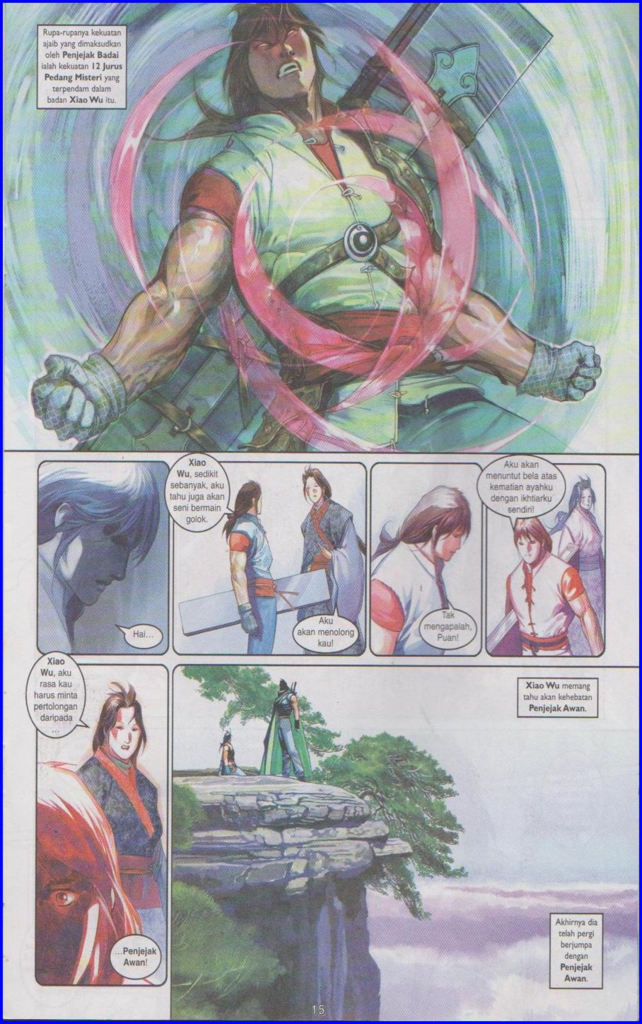 Rupa-rupanya kekuatan
ajaib yang dimaksudkan
oleh Penjejak Badai
ialah kekuatan 12 Jurus
Pedang Misteri yang
terpendam dalam
badan Xiao Wu itu.
Hai...
Xiao
Wu, sedikit
sebanyak, aku
tahu juga akan
seni bermain
golok.
Aku
akan menolong
kau!
Tak
mengapalah,
Puan!
Aku akan
menuntut bela atas
kematian ayahku
dengan ikhtiarku
sendiri!
Xiao
Wu, aku
rasa kau
harus minta
pertolongan
daripada
...
...Penjejak
Awan!
Xiao Wu memang
tahu akan kehebatan
Penjejak Awan.
Akhirnya dia
telah pergi
berjumpa
dengan
Penjejak
Awan.
15